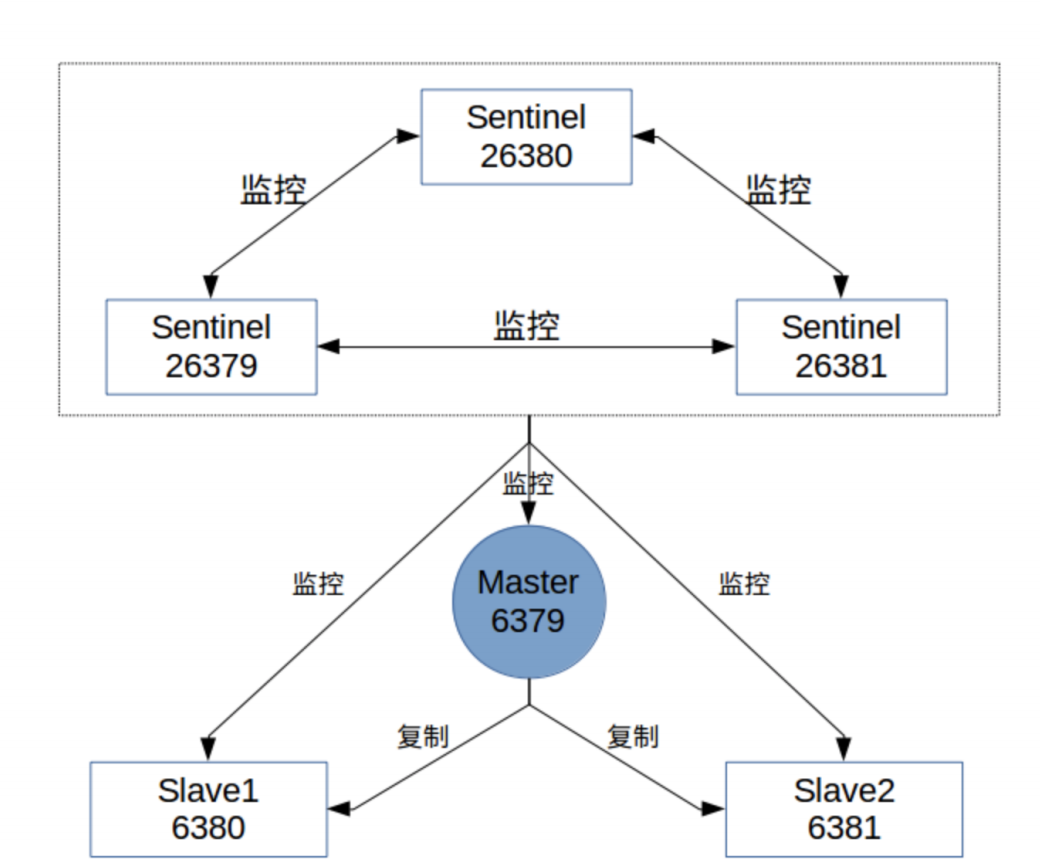 Sentinel
26380
监控
监控
Sentinel
26379
监控
Sentinel
26381
监控
监控
监控
Master
6379
复制
复制
Slave1
6380
Slave2
6381